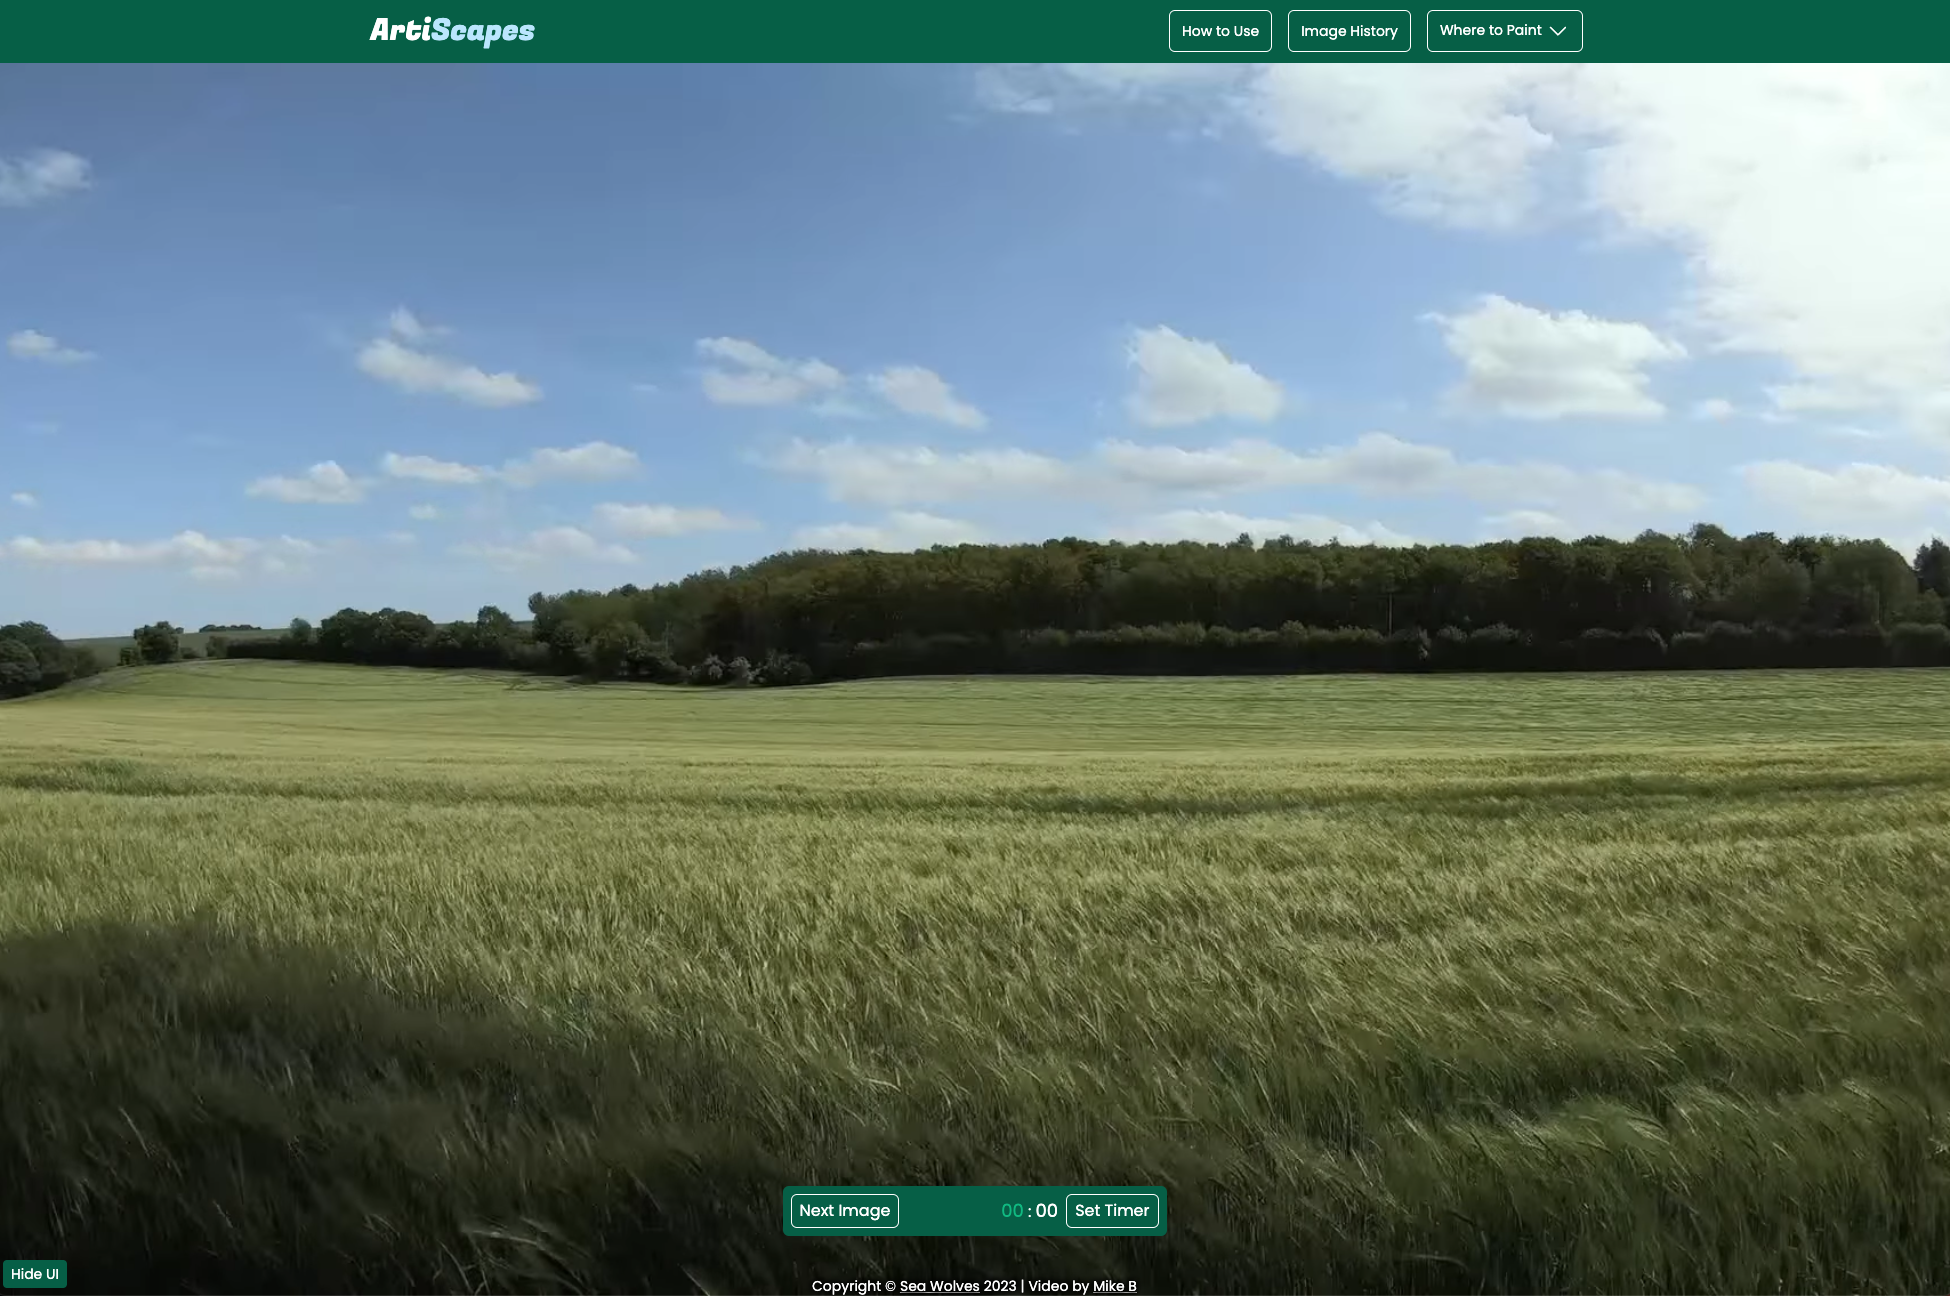 ArtiScapes
How to Use
Image History
Where to Paint
Next Image
00 : 00
Set Timer
Hide UI
Copyright © Sea Wolves 2023 | Video by Mike B